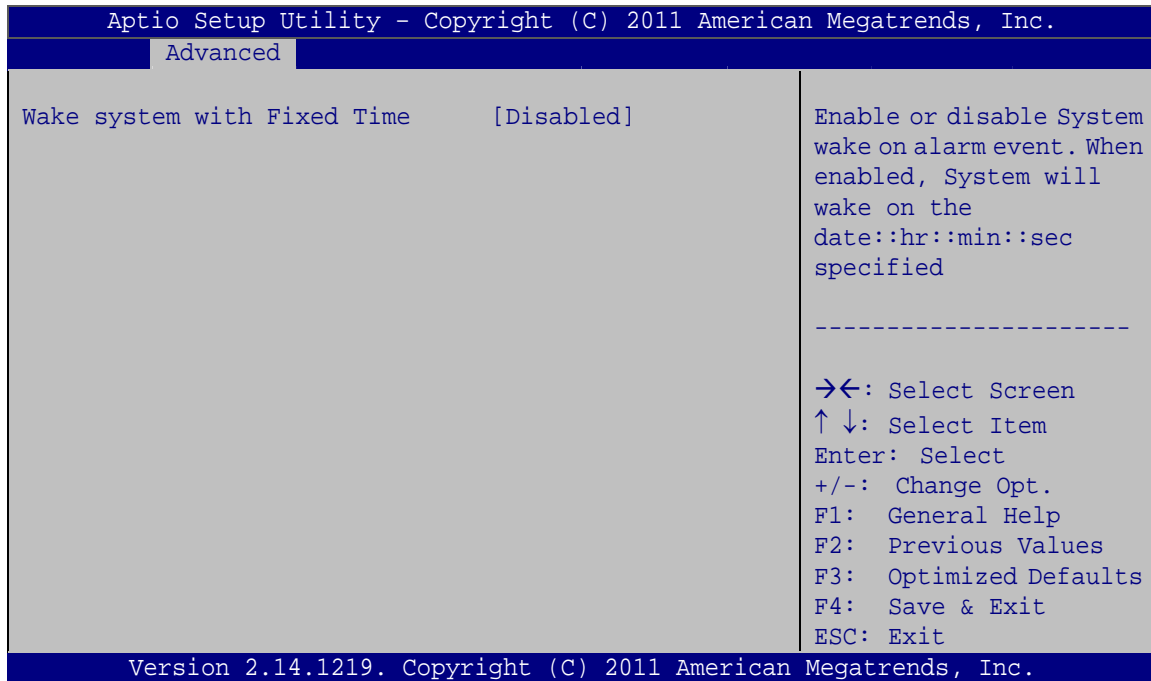 Aptio Setup Utility – Copyright (C) 2011 American Megatrends, Inc.
Advanced
Wake system with Fixed Time [Disabled]
Enable or disable System
wake on alarm event. When
enabled, System will
wake on the
date::hr::min::sec
specified
----------------------
→←: Select Screen
↑ ↓: Select Item
Enter: Select
+/-: Change Opt.
F1: General Help
F2: Previous Values
F3: Optimized Defaults
F4: Save & Exit
ESC: Exit
Version 2.14.1219. Copyright (C) 2011 American Megatrends, Inc.